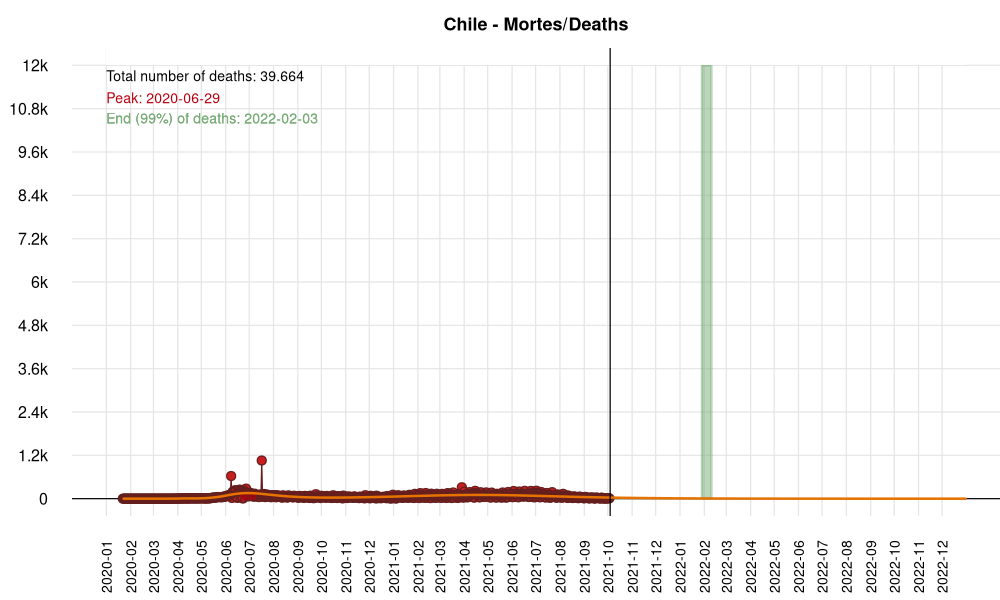 Chile - Mortes/Deaths
Total number of deaths: 39.664
Peak: 2020-06-29
End (99%) of deaths: 2022-02-03
12k
10.8k
9.6k
8.4k
7.2k
6k
4.8k
3.6k
2.4k
1.2k
0
2020-01
2020-02
2020-03
2020-04
2020-05
2020-06
2020-07
2020-08
2020-09
2020-10
2020-11
2020-12
2021-01
2021-02
2021-03
2021-04
2021-05
2021-06
2021-07
2021-08
2021-09
2021-10
2021-11
2021-12
2022-01
2022-02
2022-03
2022-04
2022-05
2022-06
2022-07
2022-08
2022-09
2022-10
2022-11
2022-12